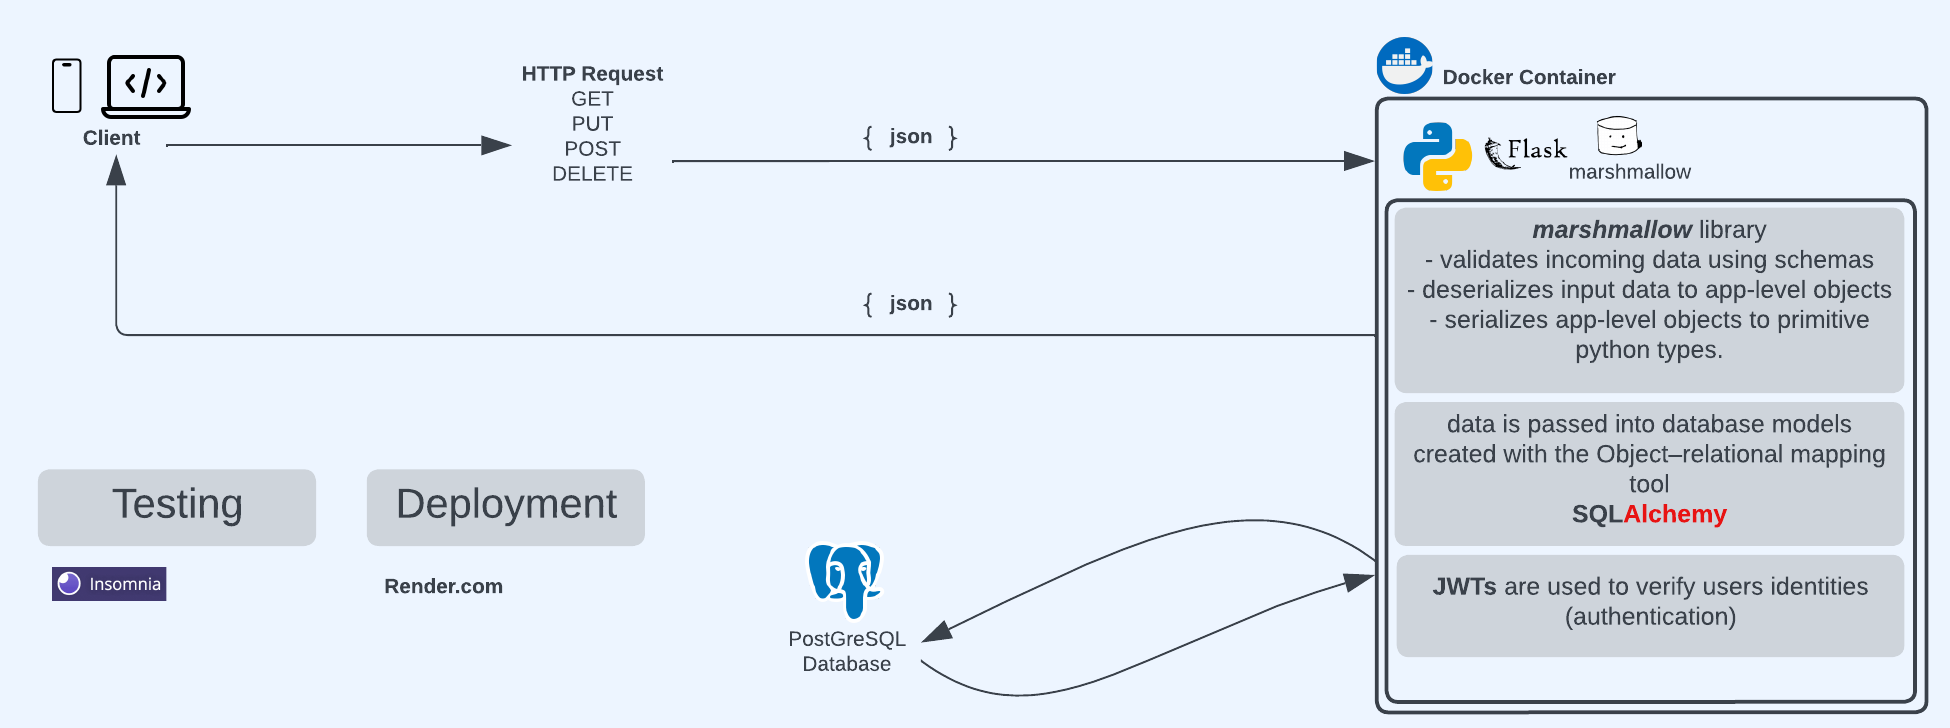 Client
HTTP Request
GET
PUT
POST
DELETE
{ json }
{ json }
Docker Container
Flask
marshmallow
marshmallow library
- validates incoming data using schemas
- deserializes input data to app-level objects
- serializes app-level objects to primitive
python types.
data is passed into database models
created with the Object–relational mapping
tool
SQLAlchemy
JWTs are used to verify users identities
(authentication)
Testing
Insomnia
Deployment
Render.com
PostGreSQL
Database